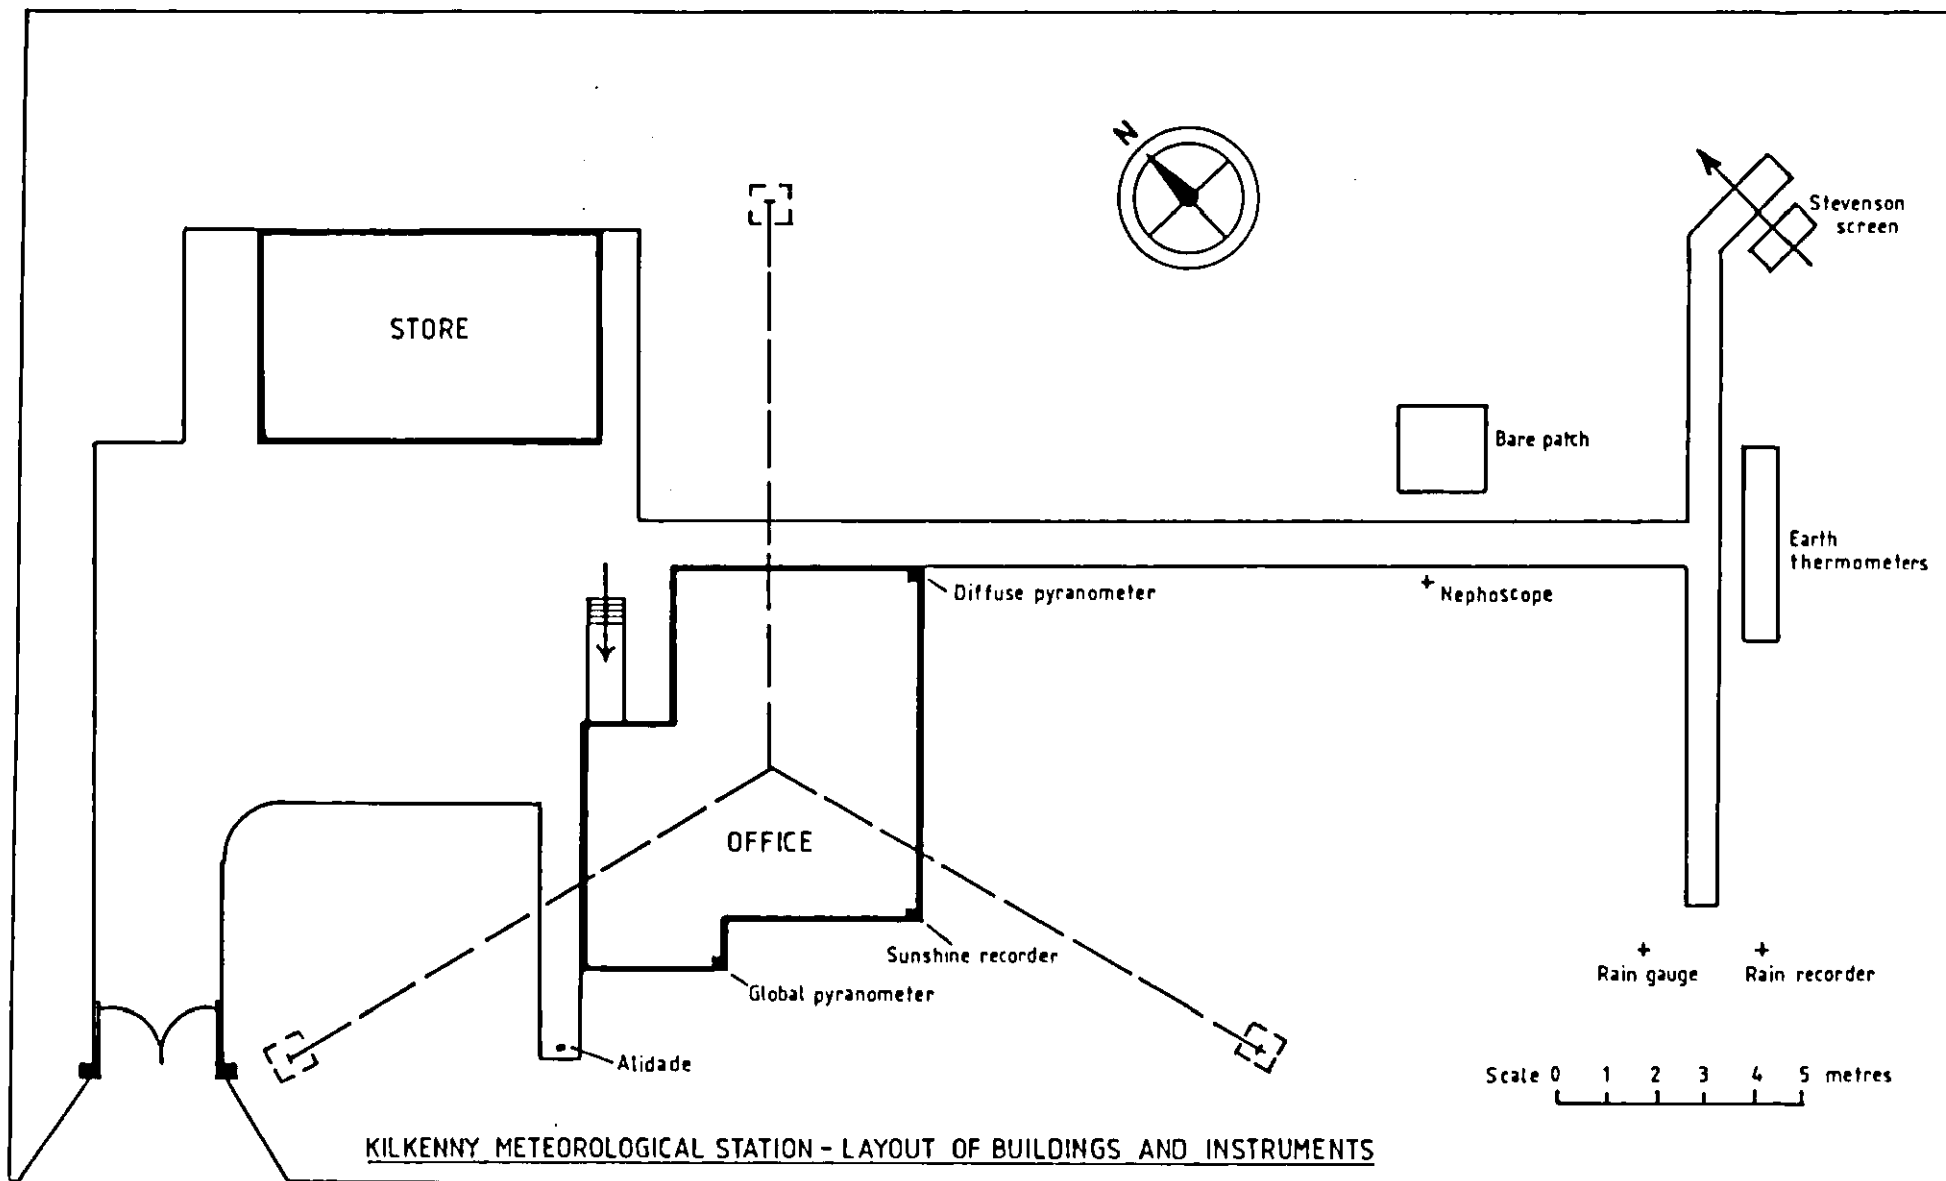 N
Stevenson
screen
STORE
Bare patch
Earth
thermometers
Diffuse pyranometer
Nephoscope
OFFICE
Sunshine recorder
Global pyranometer
Rain gauge
Rain recorder
Alidade
Scale 0 1 2 3 4 5 metres
KILKENNY METEOROLOGICAL STATION - LAYOUT OF BUILDINGS AND INSTRUMENTS